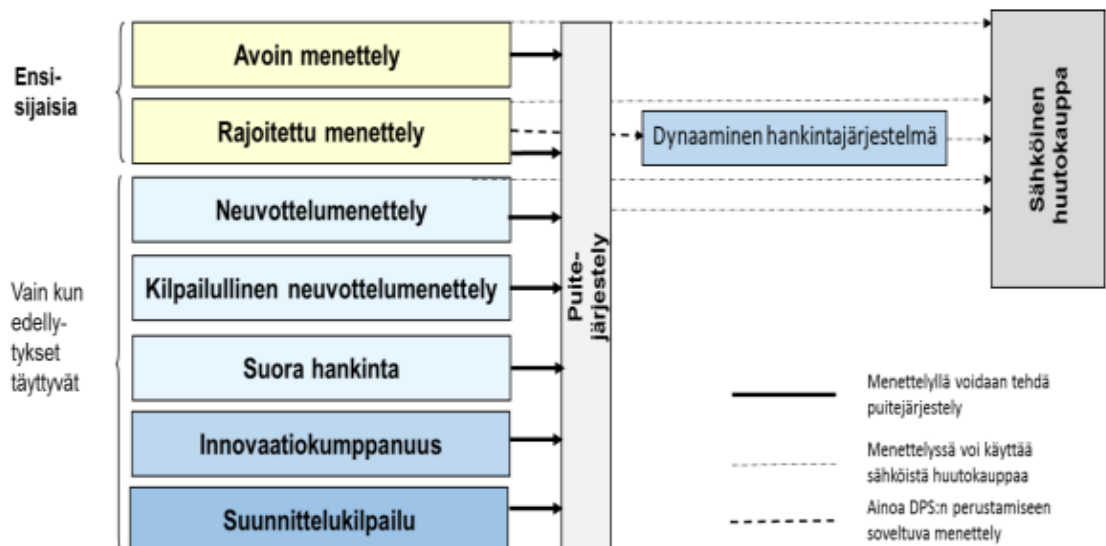 Ensi-
sijaisia
Avoin menettely
Rajoitettu menettely
Vain kun
edelly-
tykset
täyttyvät
Neuvottelumenettely
Kilpailullinen neuvottelumenettely
Suora hankinta
Innovaatiokumppanuus
Suunnittelukilpailu
Puite-
järjestely
Dynaaminen hankintajärjestelmä
Sähköinen
huutokauppa
Menettelyllä voidaan tehdä
puitejärjestely
Menettelyssä voi käyttää
sähköistä huutokauppaa
Ainoa DPS:n perustamiseen
soveltuva menettely